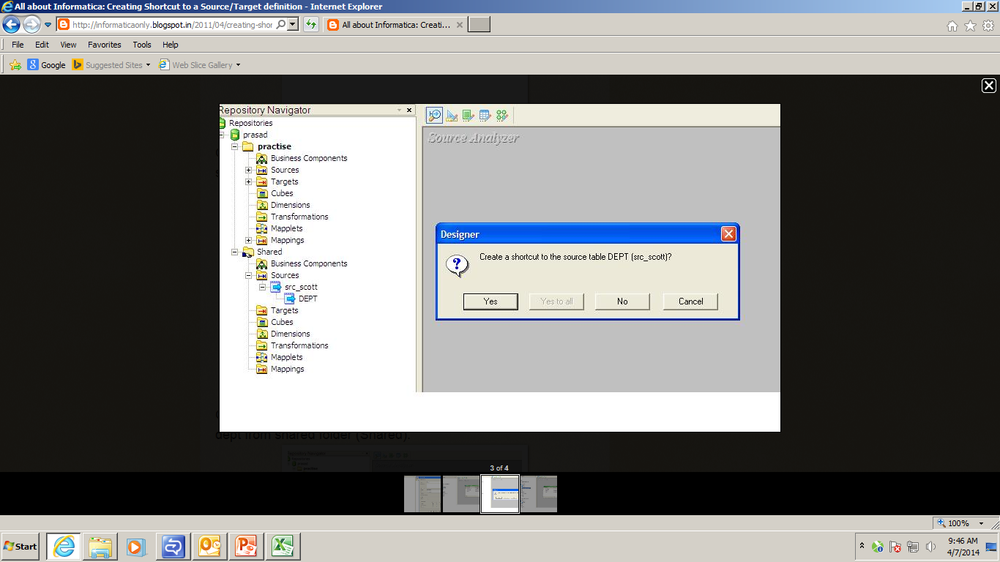 All about Informatica: Creating Shortcut to a Source/Target definition - Internet Explorer
http://informaticaonly.blogspot.in/2011/04/creating-shor
All about Informatica: Creati...
File Edit View Favorites Tools Help
Google Suggested Sites Web Slice Gallery
Repository Navigator
Repositories
prasad
practise
Business Components
Sources
Targets
Cubes
Dimensions
Transformations
Mapplets
Mappings
Shared
Business Components
Sources
src_scott
DEPT
Targets
Cubes
Dimensions
Transformations
Mapplets
Mappings
Source Analyzer
Designer
Create a shortcut to the source table DEPT (src_scott)?
Yes Yes to all No Cancel
dept from shared folder (Shared).
3 of 4
100%
Start
9:46 AM
4/7/2014